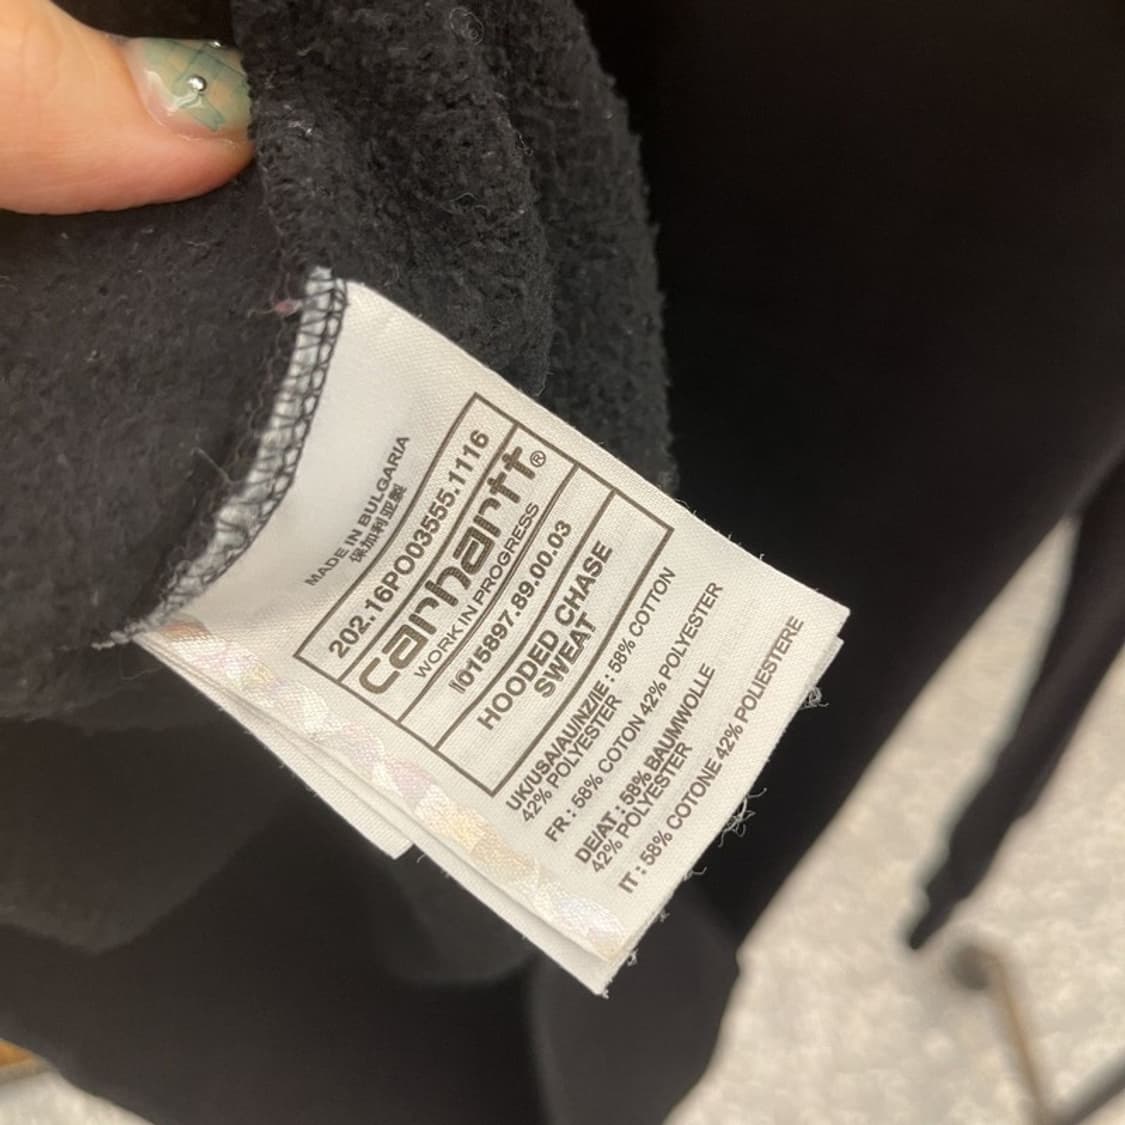 MADE IN BULGARIA
保加利亚製
202.16PO03555.1116
carhartt®
WORK IN PROGRESS
I015897.89.00.03
HOODED CHASE
SWEAT
UK/USA/AU/NZ/IE : 58% COTTON
42% POLYESTER
FR : 58% COTON 42% POLYESTER
DE/AT : 58% BAUMWOLLE
42% POLYESTER
IT : 58% COTONE 42% POLIESTERE